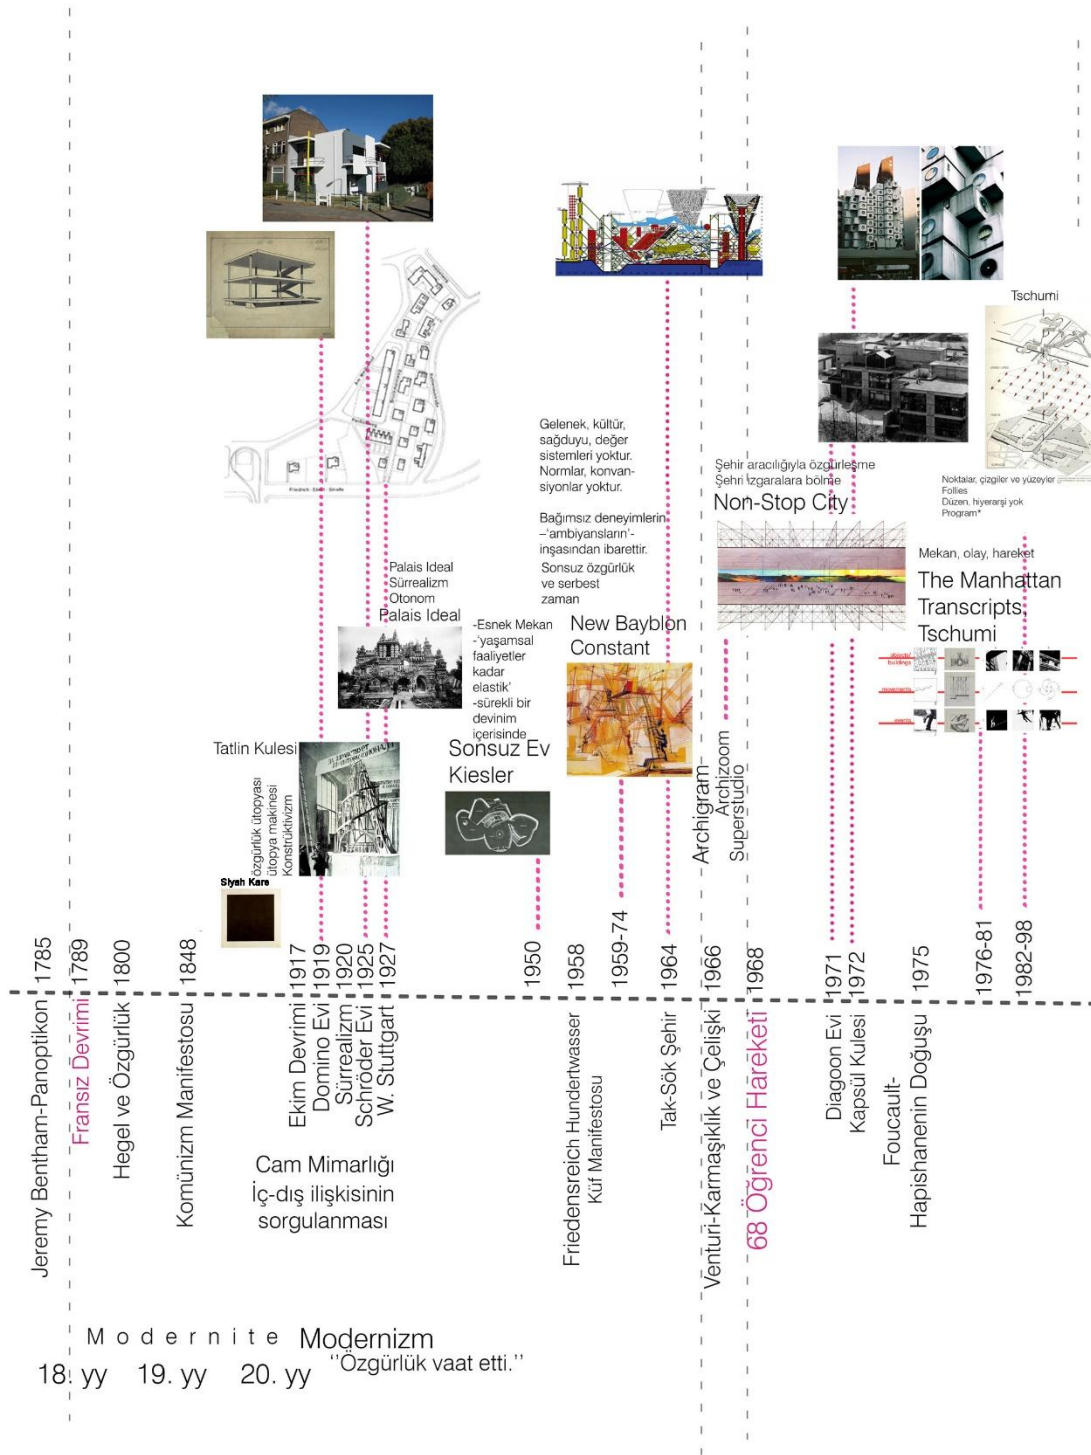 Tschumi
Noktalar, çizgiler ve yüzeyler
Follies
Düzen, hiyerarşi yok
Program*
Gelenek, kültür,
sağduyu, değer
sistemleri yoktur.
Normlar, konvan-
siyonlar yoktur.
Bağımsız deneyimlerin
–'ambiyansların'-
inşasından ibarettir.
Sonsuz özgürlük
ve serbest
zaman
New Bayblon
Constant
Şehir aracılığıyla özgürleşme
Şehri ızgaralara bölme
Non-Stop City
Mekan, olay, hareket
The Manhattan
Transcripts,
Tschumi
objects/
buildings
movements
events
Palais Ideal
Sürrealizm
Otonom
Palais Ideal
-Esnek Mekan
-'yaşamsal
faaliyetler
kadar
elastik'
-sürekli bir
devinim
içerisinde
Sonsuz Ev
Kiesler
Tatlin Kulesi
özgürlük ütopyası
ütopya makinesi
Konstrüktivizm
Siyah Kare
Archigram
Archizoom
Superstudio
Friedrich-Ebert-Straße
1785
1789
1800
1848
1917
1919
1920
1925
1927
1950
1958
1959-74
1964
1966
1968
1971
1972
1975
1976-81
1982-98
Jeremy Bentham-Panoptikon
Fransız Devrimi
Hegel ve Özgürlük
Komünizm Manifestosu
Ekim Devrimi
Domino Evi
Sürrealizm
Schröder Evi
W. Stuttgart
Friedensreich Hundertwasser
Küf Manifestosu
Tak-Sök Şehir
Venturi-Karmaşıklık ve Çelişki
68 Öğrenci Hareketi
Diagoon Evi
Kapsül Kulesi
Foucault-
Hapishanenin Doğuşu
Cam Mimarlığı
İç-dış ilişkisinin
sorgulanması
Modernite Modernizm
18. yy 19. yy 20. yy ''Özgürlük vaat etti.''